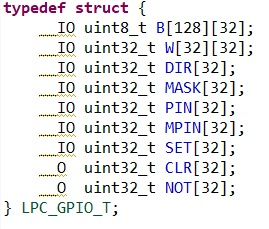 typedef struct {
__IO uint8_t B[128][32];
__IO uint32_t W[32][32];
__IO uint32_t DIR[32];
__IO uint32_t MASK[32];
__IO uint32_t PIN[32];
__IO uint32_t MPIN[32];
__IO uint32_t SET[32];
__O uint32_t CLR[32];
__O uint32_t NOT[32];
} LPC_GPIO_T;